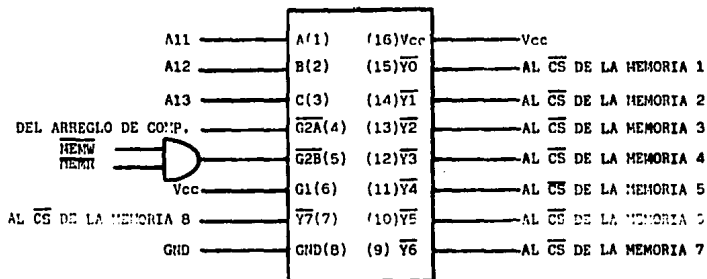 A11 A(1) (16)Vcc Vcc
A12 B(2) (15)Y0 AL CS DE LA MEMORIA 1
A13 C(3) (14)Y1 AL CS DE LA MEMORIA 2
DEL ARREGLO DE COMP. G2A(4) (13)Y2 AL CS DE LA MEMORIA 3
MEMW
MEMR G2B(5) (12)Y3 AL CS DE LA MEMORIA 4
Vcc G1(6) (11)Y4 AL CS DE LA MEMORIA 5
AL CS DE LA MEMORIA 8 Y7(7) (10)Y5 AL CS DE LA MEMORIA 6
GND GND(8) (9) Y6 AL CS DE LA MEMORIA 7